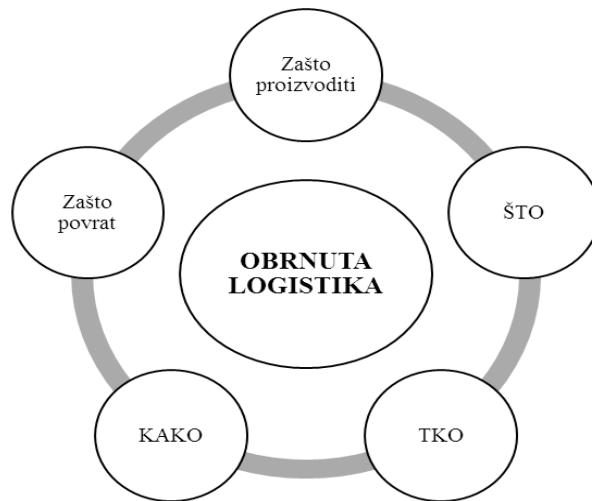 Zašto
proizvoditi
ŠTO
TKO
KAKO
Zašto
povrat
OBRNUTA
LOGISTIKA